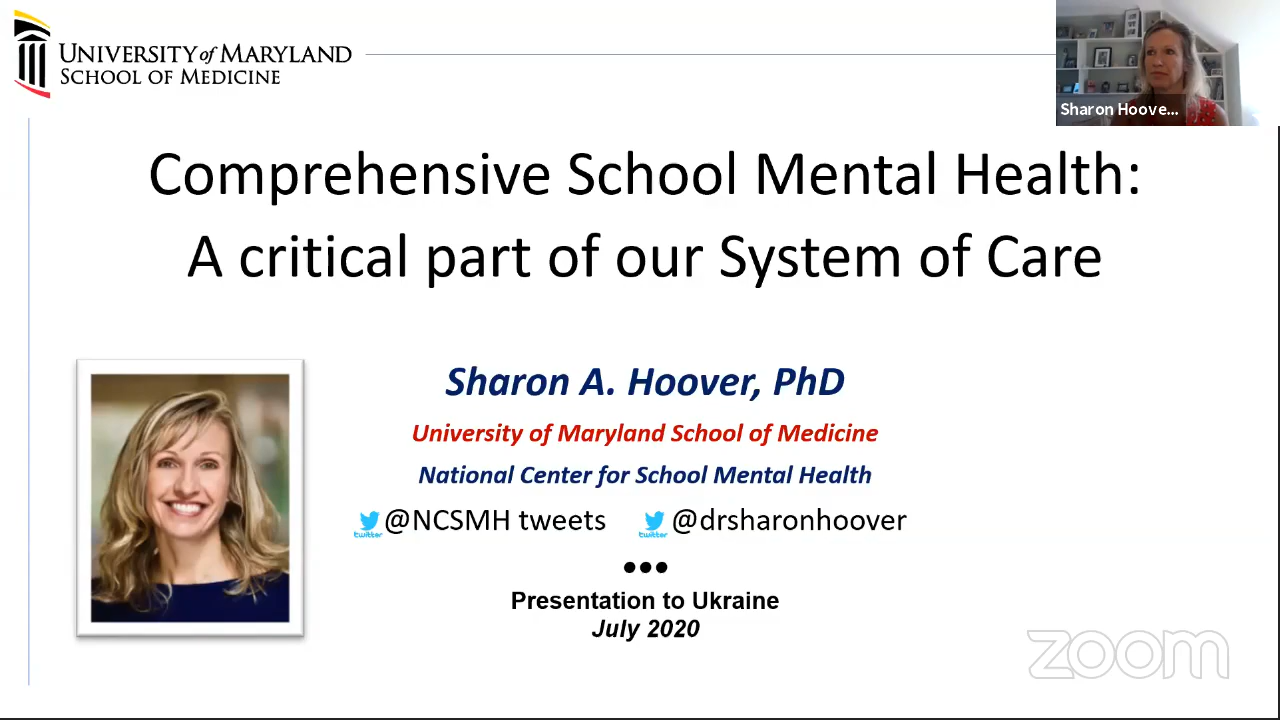 UNIVERSITY of MARYLAND
SCHOOL OF MEDICINE
Sharon Hoove...
Comprehensive School Mental Health:
A critical part of our System of Care
Sharon A. Hoover, PhD
University of Maryland School of Medicine
National Center for School Mental Health
twitter @NCSMH tweets twitter @drsharonhoover
•••
Presentation to Ukraine
July 2020
zoom